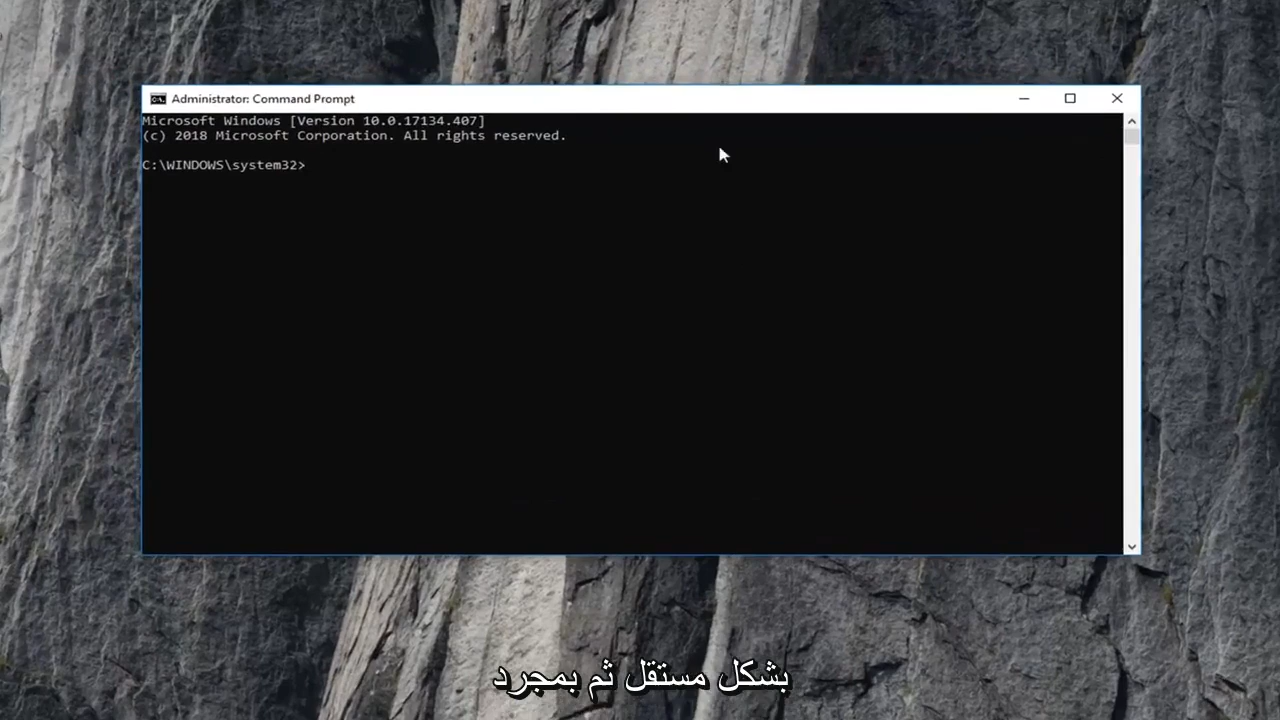 Administrator: Command Prompt
Microsoft Windows [Version 10.0.17134.407]
(c) 2018 Microsoft Corporation. All rights reserved.
C:\WINDOWS\system32>
بشكل مستقل ثم بمجرد